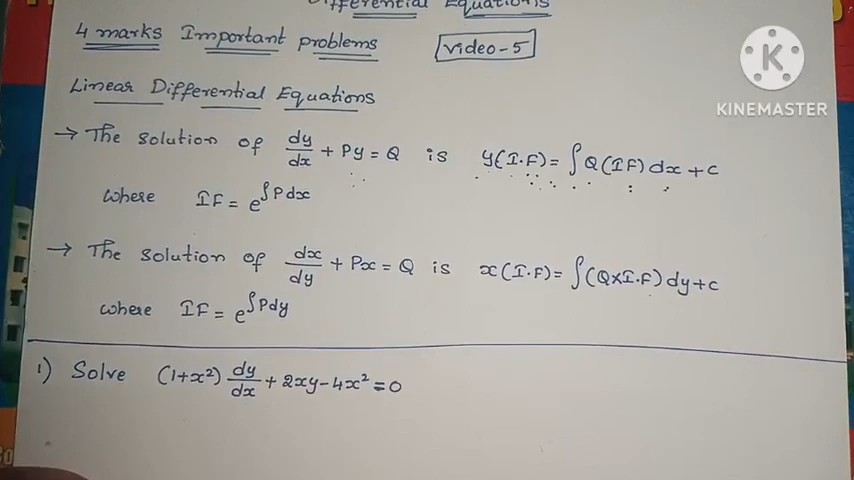 Differential Equations
4 marks Important problems video-5
KINEMASTER
Linear Differential Equations
→ The solution of dy/dx + Py = Q is y(I.F) = ∫Q(IF)dx + c
where IF = e^∫Pdx
→ The solution of dx/dy + Px = Q is x(I.F) = ∫(Q×I.F)dy+c
where IF = e^∫Pdy
1) Solve (1+x²) dy/dx + 2xy-4x² = 0